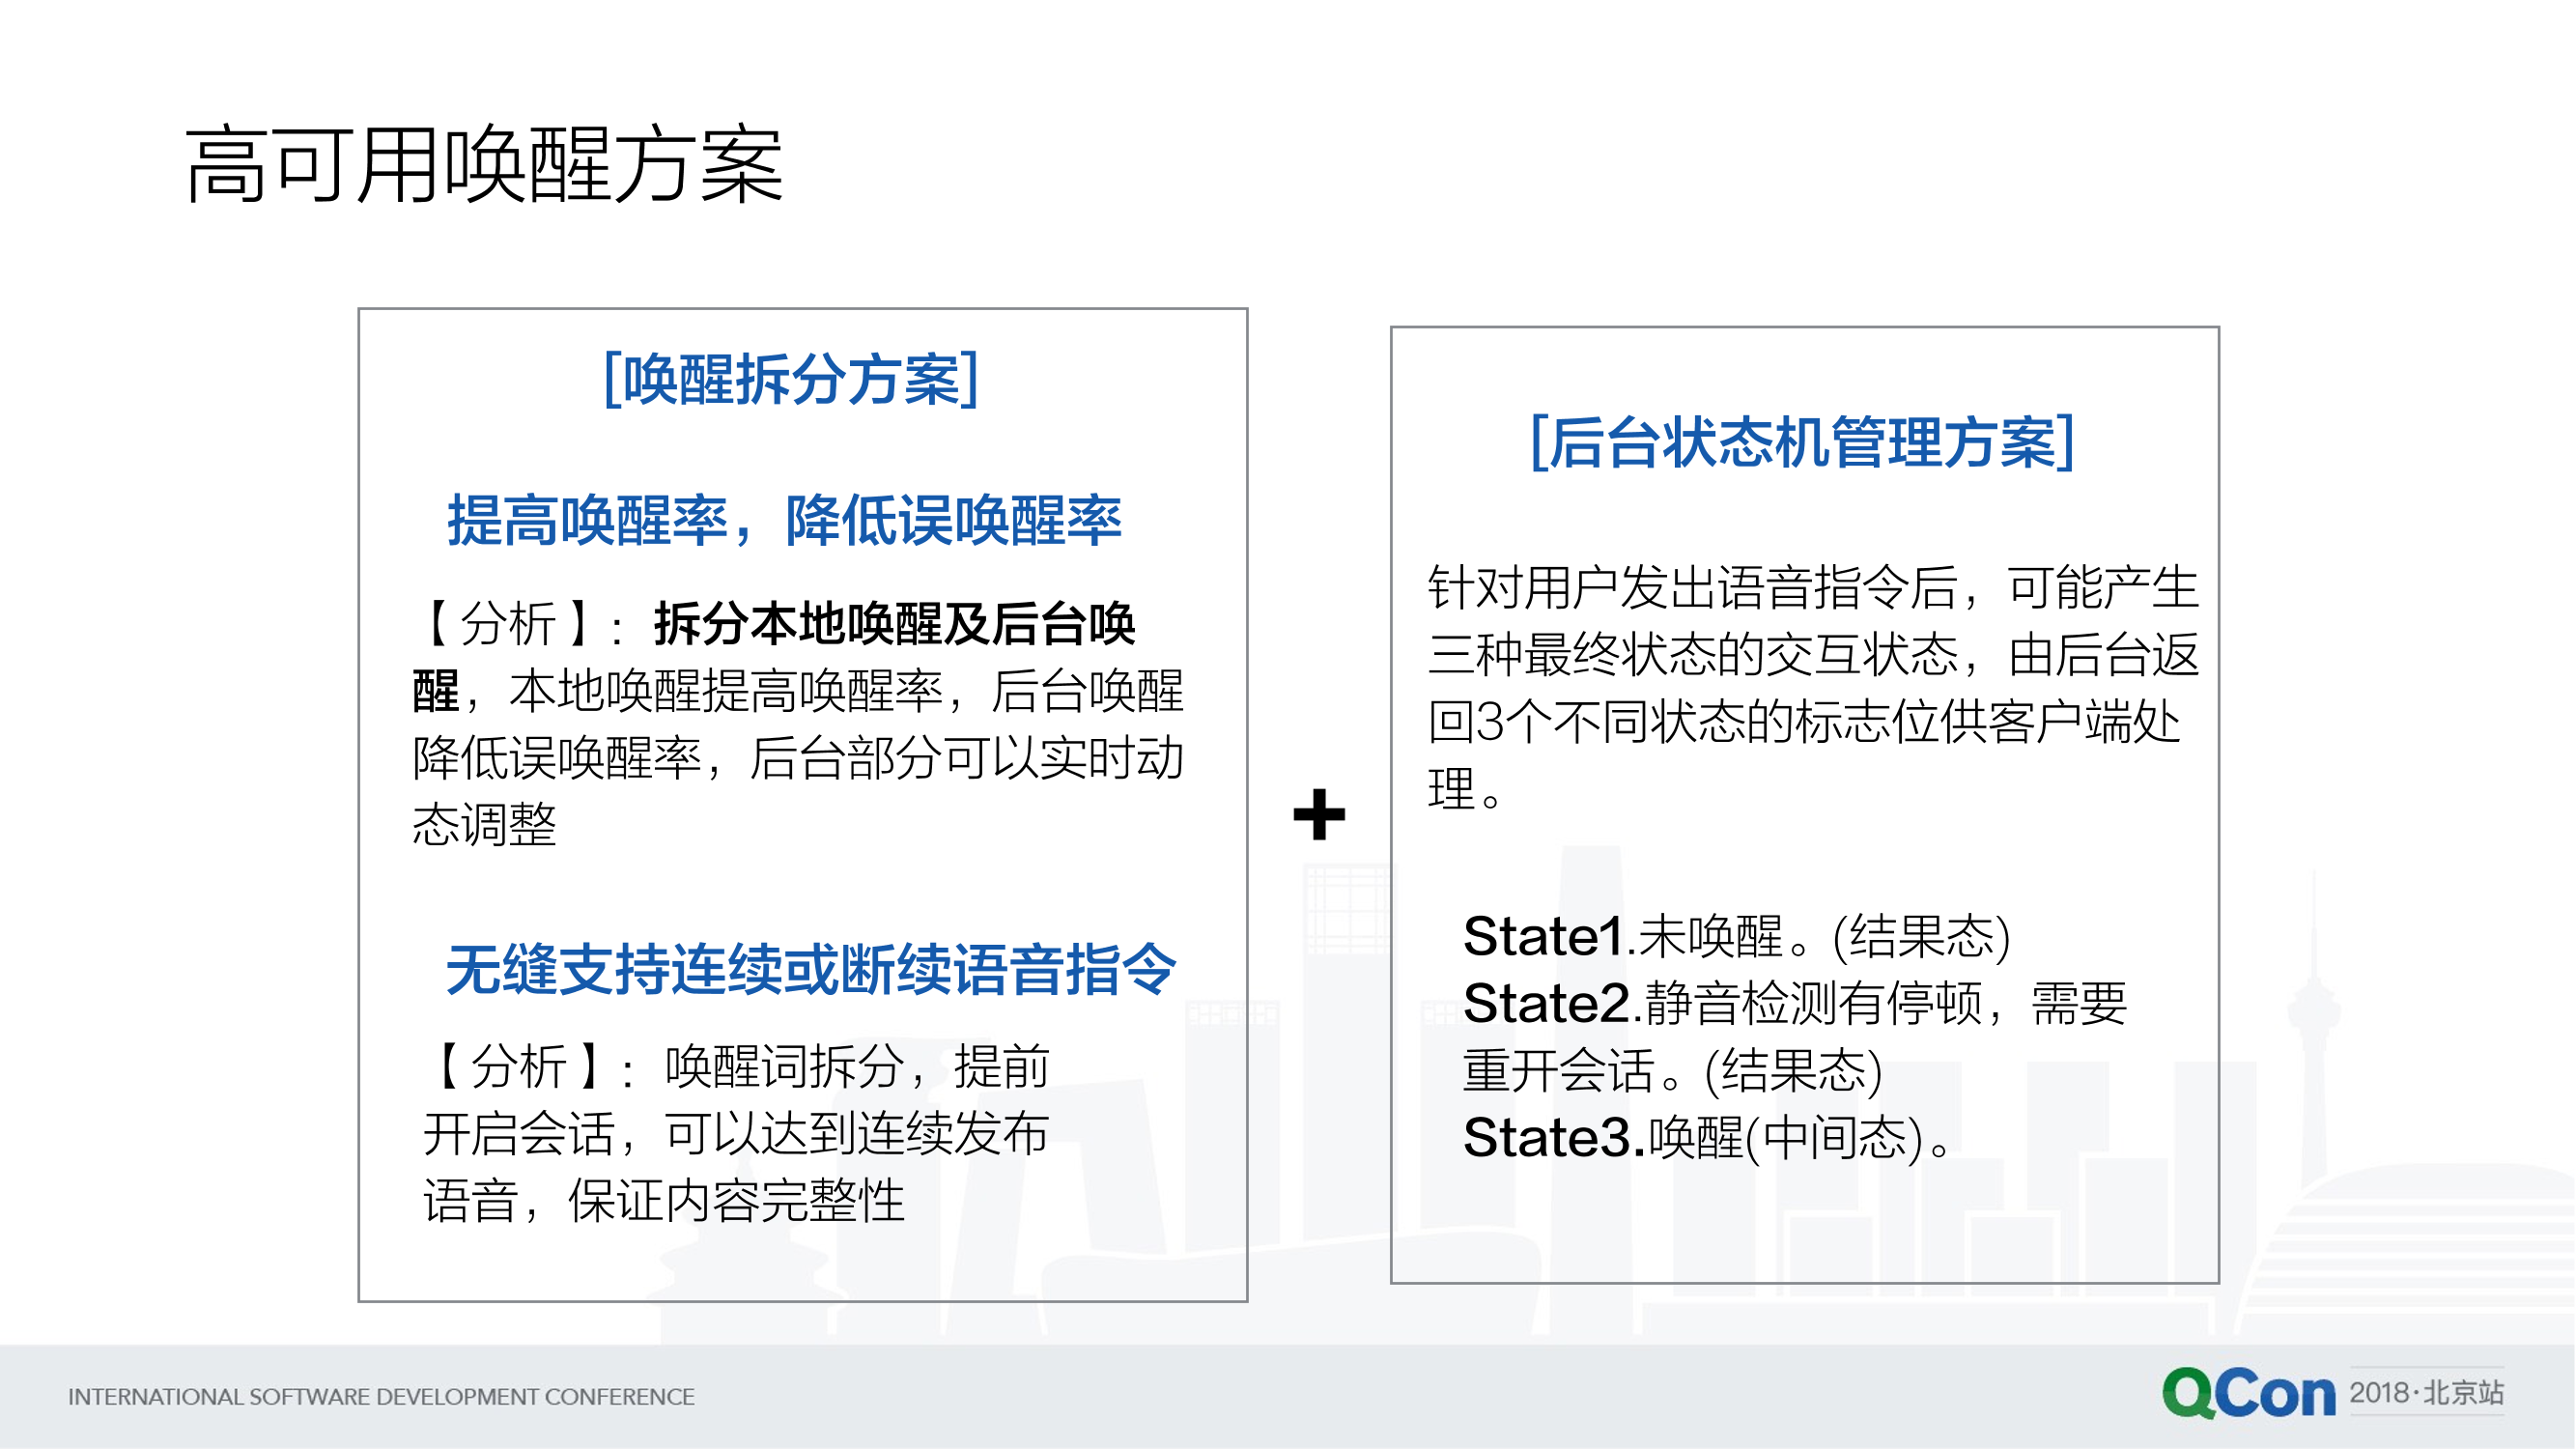 高可用唤醒方案
[唤醒拆分方案]
提高唤醒率，降低误唤醒率
【分析】：拆分本地唤醒及后台唤
醒，本地唤醒提高唤醒率，后台唤醒
降低误唤醒率，后台部分可以实时动
态调整
无缝支持连续或断续语音指令
【分析】：唤醒词拆分，提前
开启会话，可以达到连续发布
语音，保证内容完整性
+
[后台状态机管理方案]
针对用户发出语音指令后，可能产生
三种最终状态的交互状态，由后台返
回3个不同状态的标志位供客户端处
理。
State1.未唤醒。(结果态)
State2.静音检测有停顿，需要
重开会话。(结果态)
State3.唤醒(中间态)。
INTERNATIONAL SOFTWARE DEVELOPMENT CONFERENCE
QCon 2018·北京站